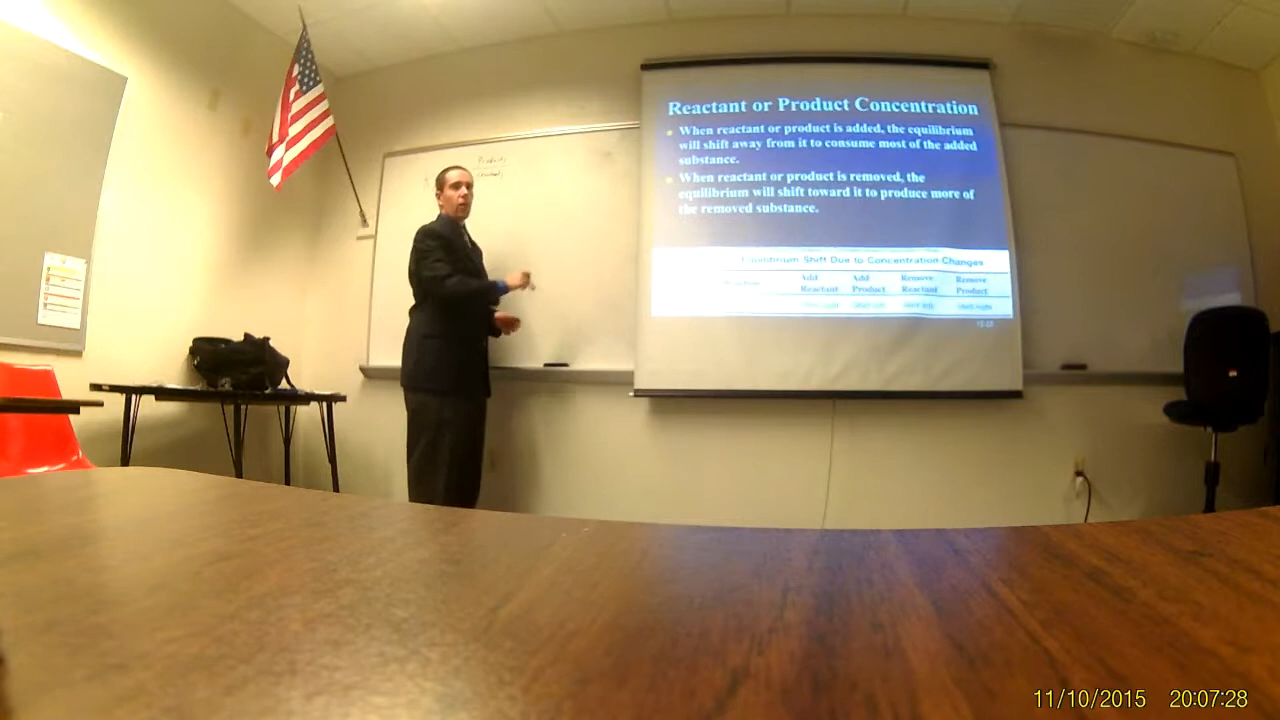 Products
Reactant or Product Concentration
When reactant or product is added, the equilibrium
will shift away from it to consume most of the added
substance.
When reactant or product is removed, the
equilibrium will shift toward it to produce more of
the removed substance.
Equilibrium Shift Due to Concentration Changes
Add Add Remove Remove
Reactant Product Reactant Product
11/10/2015 20:07:28